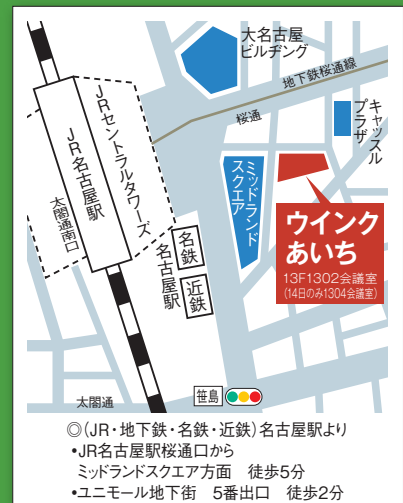 大名古屋
ビルヂング
地下鉄桜通線
桜通
キャッスル
プラザ
JRセントラルタワーズ
JR名古屋駅
太閤通南口
ミッドランド
スクエア
ウインク
あいち
13F1302会議室
(14日のみ1304会議室)
名鉄
近鉄
名古屋駅
笹島
太閤通
◎(JR・地下鉄・名鉄・近鉄)名古屋駅より
•JR名古屋駅桜通口から
ミッドランドスクエア方面 徒歩5分
•ユニモール地下街 5番出口 徒歩2分